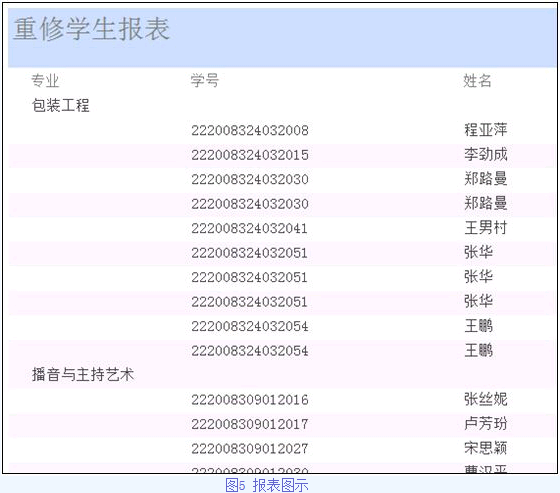 重修学生报表
专业 学号 姓名
包装工程
222008324032008 程亚萍
222008324032015 李劲成
222008324032030 郑路曼
222008324032030 郑路曼
222008324032041 王男村
222008324032051 张华
222008324032051 张华
222008324032051 张华
222008324032054 王鹏
222008324032054 王鹏
播音与主持艺术
222008309012016 张丝妮
222008309012017 卢芳玢
222008309012027 宋思颖
222008309012030 曹汉平
图5 报表图示